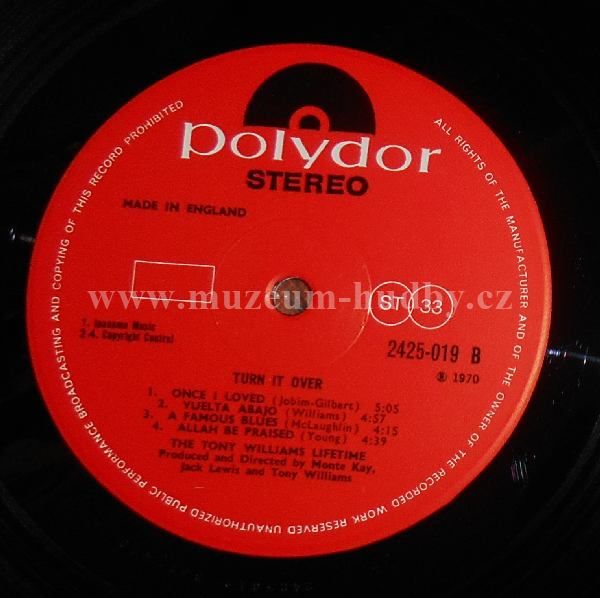 polydor
STEREO
MADE IN ENGLAND
ALL RIGHTS OF THE MANUFACTURER AND OF THE OWNER OF THE RECORDED WORK RESERVED UNAUTHORIZED PUBLIC PERFORMANCE BROADCASTING AND COPYING OF THIS RECORD PROHIBITED
www.muzeum-hudby.cz
ST 33
1. Ipanema Music
2-4. Copyright Control
2425-019 B
℗ 1970
TURN IT OVER
1. ONCE I LOVED (Jobim-Gilbert) 5:05
2. VUELTA ABAJO (Williams) 4:57
3. A FAMOUS BLUES (McLaughlin) 4:15
4. ALLAH BE PRAISED (Young) 4:39
THE TONY WILLIAMS LIFETIME
Produced and Directed by Monte Kay,
Jack Lewis and Tony Williams